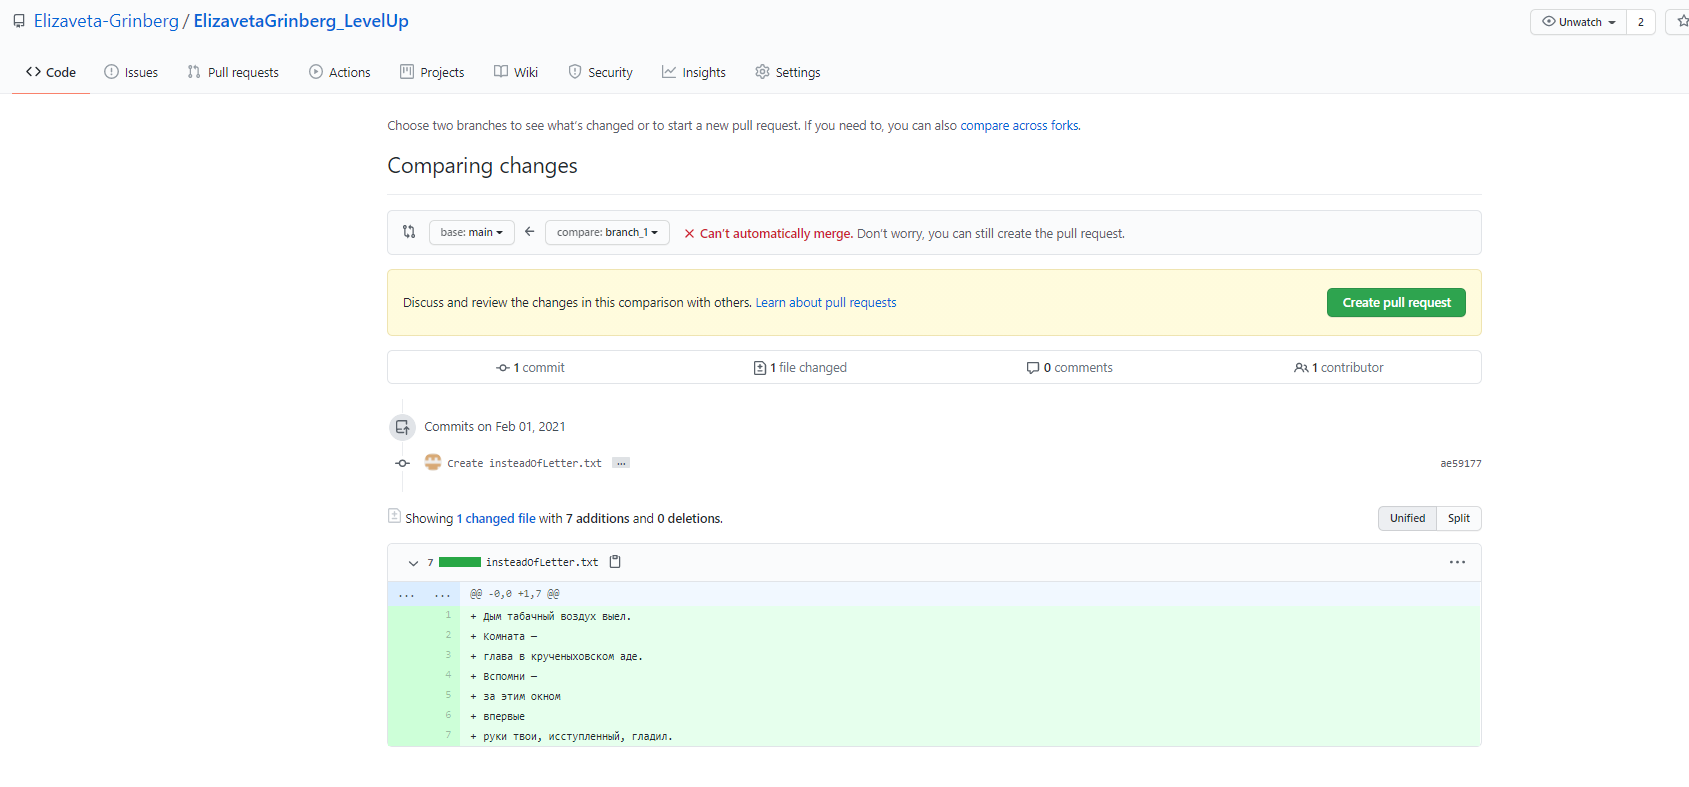 Elizaveta-Grinberg / ElizavetaGrinberg_LevelUp
Unwatch 2
Code Issues Pull requests Actions Projects Wiki Security Insights Settings
Choose two branches to see what's changed or to start a new pull request. If you need to, you can also compare across forks.
Comparing changes
base: main compare: branch_1 Can't automatically merge. Don't worry, you can still create the pull request.
Discuss and review the changes in this comparison with others. Learn about pull requests Create pull request
1 commit 1 file changed 0 comments 1 contributor
Commits on Feb 01, 2021
Create insteadOfLetter.txt … ae59177
Showing 1 changed file with 7 additions and 0 deletions. Unified Split
7 insteadOfLetter.txt ...
... ... @@ -0,0 +1,7 @@
1 + Дым табачный воздух выел.
2 + Комната —
3 + глава в крученыховском аде.
4 + Вспомни —
5 + за этим окном
6 + впервые
7 + руки твои, исступленный, гладил.